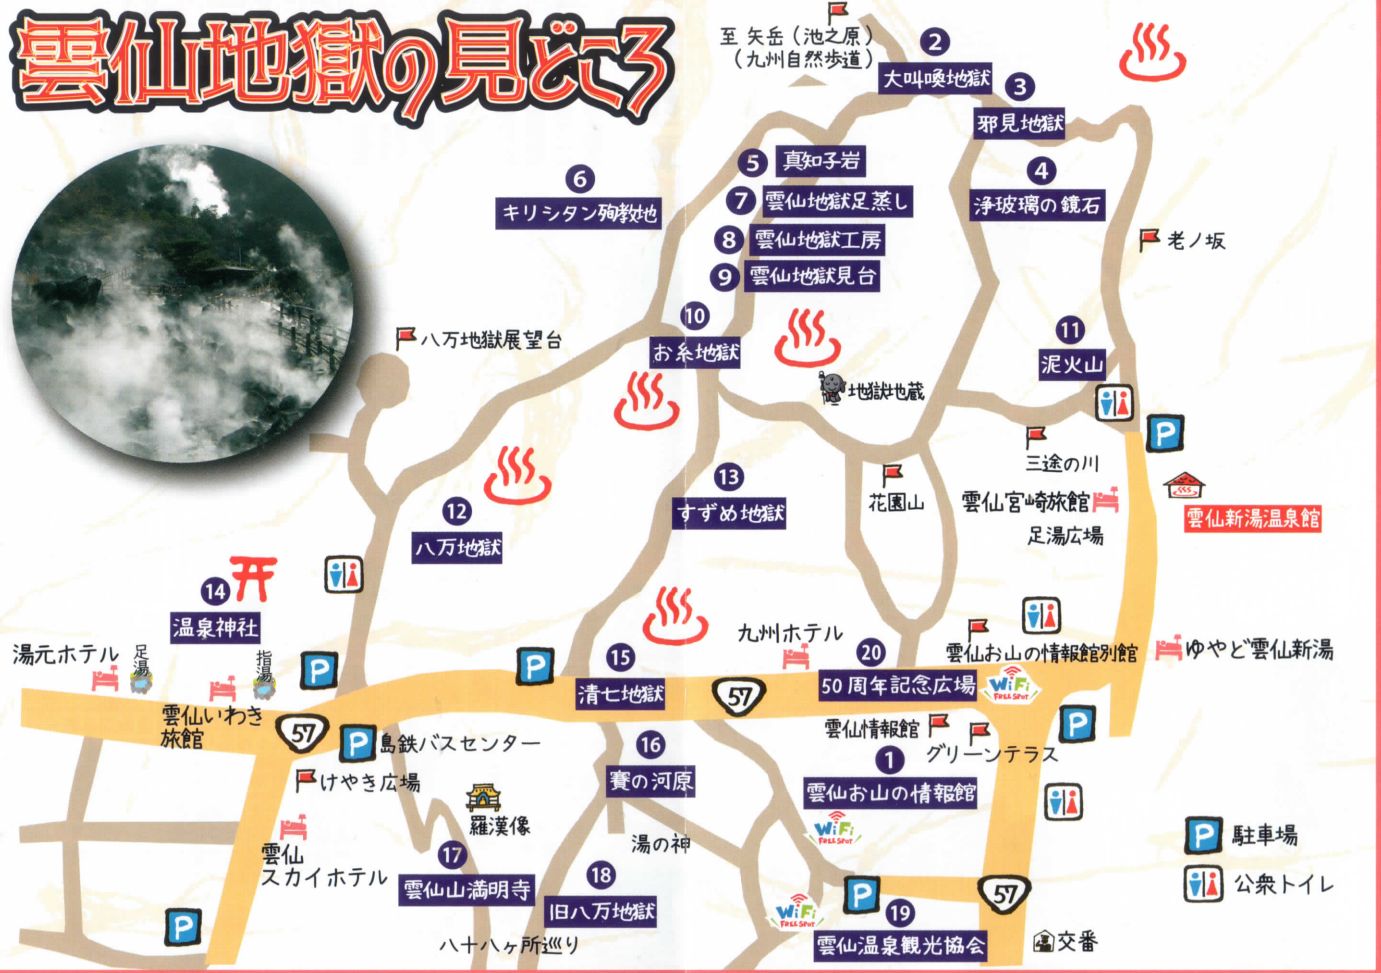 雲仙地獄の見どころ
至 矢岳(池之原)
(九州自然歩道)
2
大叫喚地獄
3
邪見地獄
4
浄玻璃の鏡石
5 真知子岩
6
キリシタン殉教地
7 雲仙地獄足蒸し
8 雲仙地獄工房
9 雲仙地獄見台
老ノ坂
10
お糸地獄
11
泥火山
八万地獄展望台
地獄地蔵
P
三途の川
花園山
雲仙宮崎旅館
足湯広場
雲仙新湯温泉館
13
すずめ地獄
12
八万地獄
14
温泉神社
湯元ホテル
足湯
指湯
雲仙いわき
旅館
P
P
15
清七地獄
九州ホテル
57
20
50周年記念広場
雲仙お山の情報館別館
WiFi
FREE SPOT
ゆやど雲仙新湯
57
P
島鉄バスセンター
けやき広場
雲仙情報館
グリーンテラス
P
16
賽の河原
1
雲仙お山の情報館
WiFi
FREE SPOT
羅漢像
湯の神
雲仙
スカイホテル
17
雲仙山満明寺
18
旧八万地獄
八十八ヶ所巡り
P
WiFi
FREE SPOT
P
19
雲仙温泉観光協会
57
交番
P 駐車場
公衆トイレ